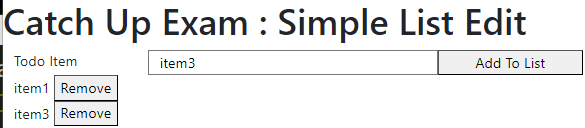 Catch Up Exam : Simple List Edit
Todo Item item3 Add To List
item1 Remove
item3 Remove